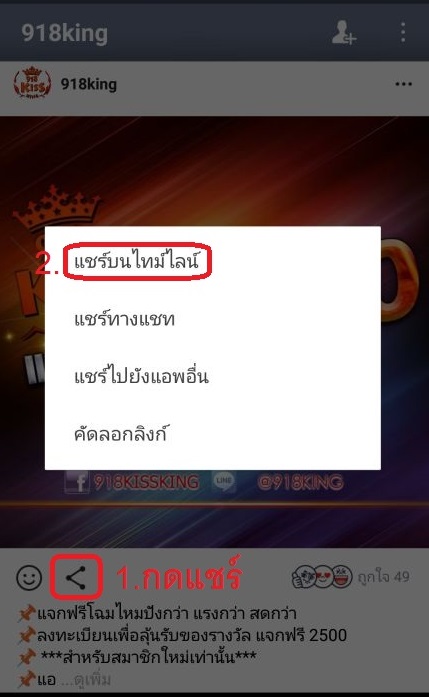 918king
918
KISS
918king
2.
แชร์บนไทม์ไลน์
แชร์ทางแชท
แชร์ไปยังแอพอื่น
คัดลอกลิงก์
918KISSKING
LINE
@918KING
1.กดแชร์
ถูกใจ 49
📌แจกฟรีโฉมไหมปังกว่า แรงกว่า สดกว่า
📌ลงทะเบียนเพื่อลุ้นรับของรางวัล แจกฟรี 2500
📌 ***สำหรับสมาชิกใหม่เท่านั้น***
📌แอ ...ดูเพิ่ม